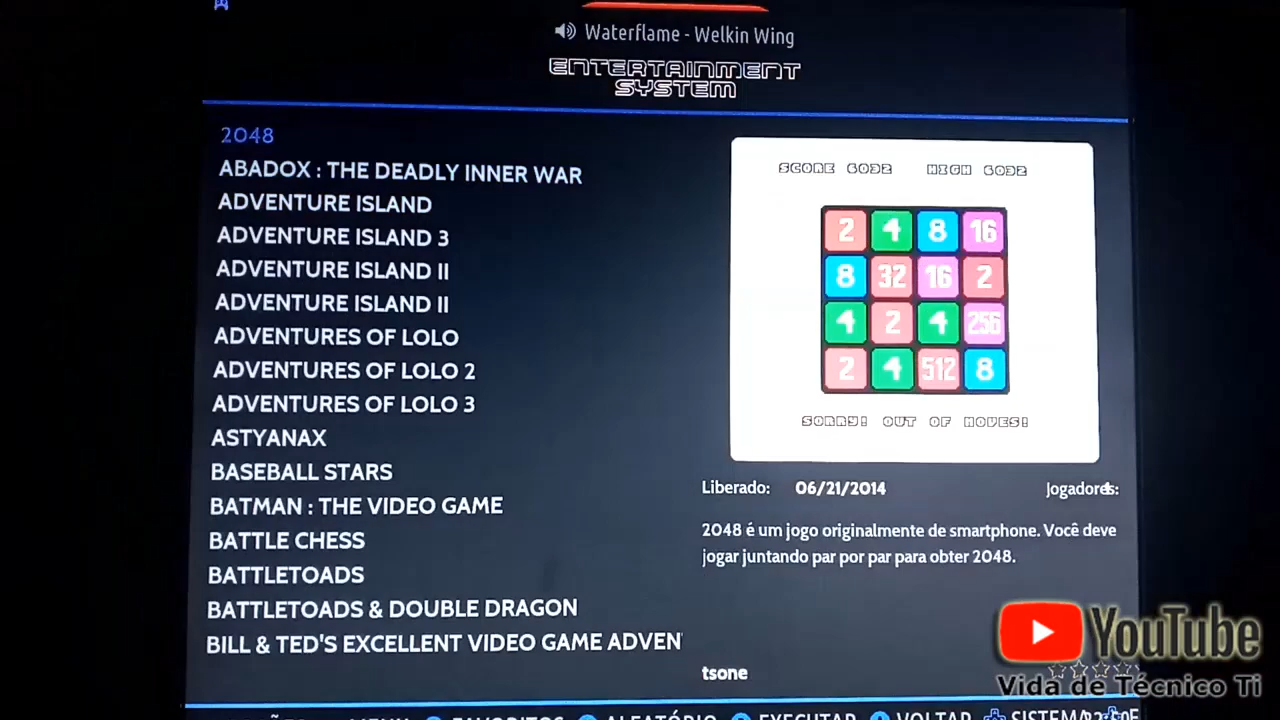 Waterflame - Welkin Wing
ENTERTAINMENT
SYSTEM
2048
ABADOX : THE DEADLY INNER WAR
ADVENTURE ISLAND
ADVENTURE ISLAND 3
ADVENTURE ISLAND II
ADVENTURE ISLAND II
ADVENTURES OF LOLO
ADVENTURES OF LOLO 2
ADVENTURES OF LOLO 3
ASTYANAX
BASEBALL STARS
BATMAN : THE VIDEO GAME
BATTLE CHESS
BATTLETOADS
BATTLETOADS & DOUBLE DRAGON
BILL & TED'S EXCELLENT VIDEO GAME ADVEN
SCORE 6032 HIGH 6032
2 4 8 16
8 32 16 2
4 2 4 256
2 4 512 8
SORRY! OUT OF MOVES!
Liberado: 06/21/2014 Jogadores:
2048 é um jogo originalmente de smartphone. Você deve
jogar juntando par por par para obter 2048.
tsone
YouTube
Vida de Técnico Ti
MENU FAVORITOS ALEATÓRIO EXECUTAR VOLTAR